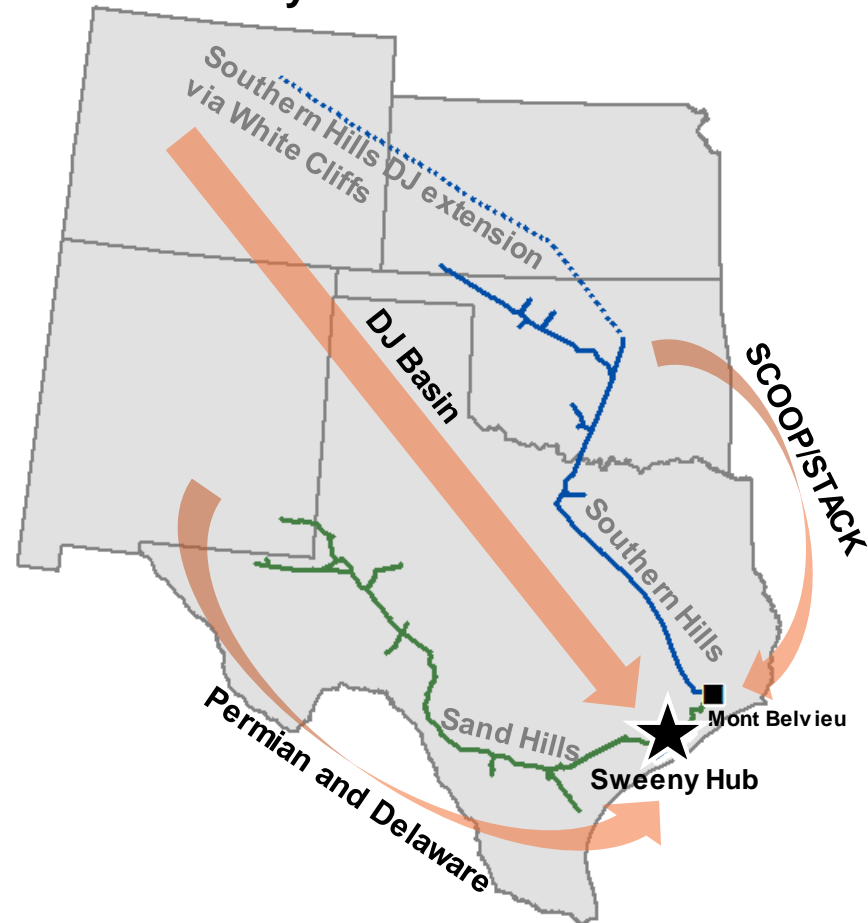 Southern Hills DJ extension
via White Cliffs
DJ Basin
SCOOP/STACK
Southern Hills
Mont Belvieu
Sand Hills
Sweeny Hub
Permian and Delaware